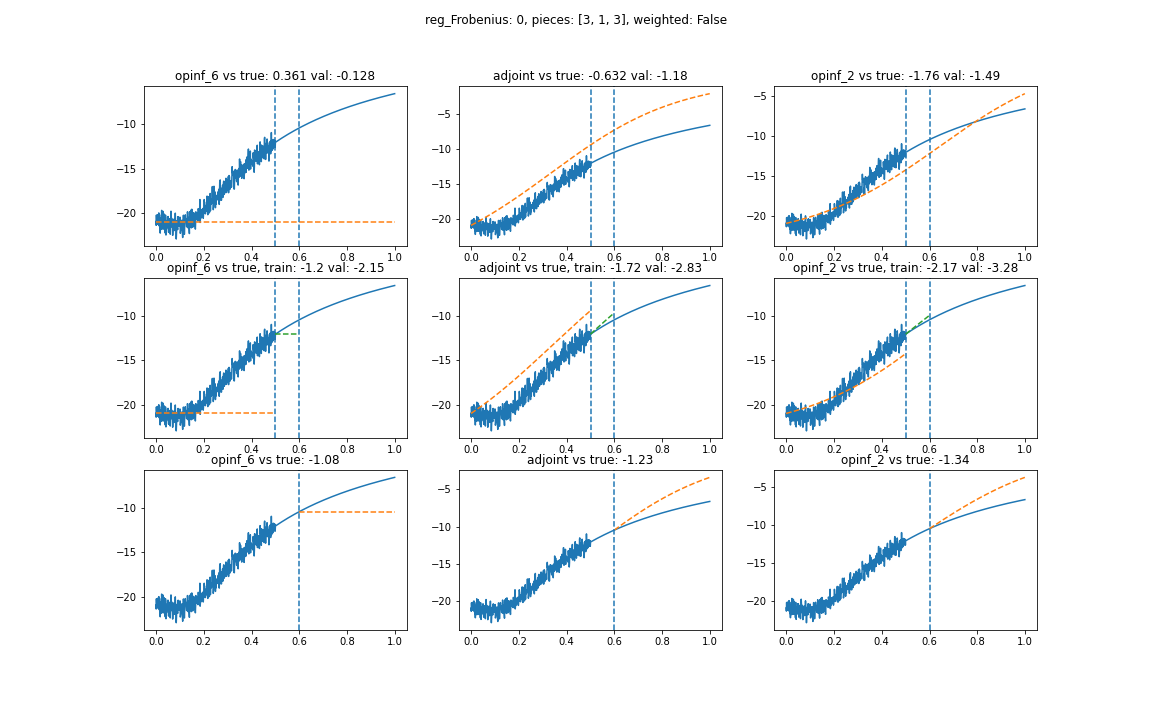 reg_Frobenius: 0, pieces: [3, 1, 3], weighted: False
opinf_6 vs true: 0.361 val: -0.128
adjoint vs true: -0.632 val: -1.18
opinf_2 vs true: -1.76 val: -1.49
−10
−15
−20
0.0 0.2 0.4 0.6 0.8 1.0
−5
−10
−15
−20
0.0 0.2 0.4 0.6 0.8 1.0
−5
−10
−15
−20
0.0 0.2 0.4 0.6 0.8 1.0
opinf_6 vs true, train: -1.2 val: -2.15
adjoint vs true, train: -1.72 val: -2.83
opinf_2 vs true, train: -2.17 val: -3.28
−10
−15
−20
0.0 0.2 0.4 0.6 0.8 1.0
−10
−15
−20
0.0 0.2 0.4 0.6 0.8 1.0
−10
−15
−20
0.0 0.2 0.4 0.6 0.8 1.0
opinf_6 vs true: -1.08
adjoint vs true: -1.23
opinf_2 vs true: -1.34
−10
−15
−20
0.0 0.2 0.4 0.6 0.8 1.0
−5
−10
−15
−20
0.0 0.2 0.4 0.6 0.8 1.0
−5
−10
−15
−20
0.0 0.2 0.4 0.6 0.8 1.0